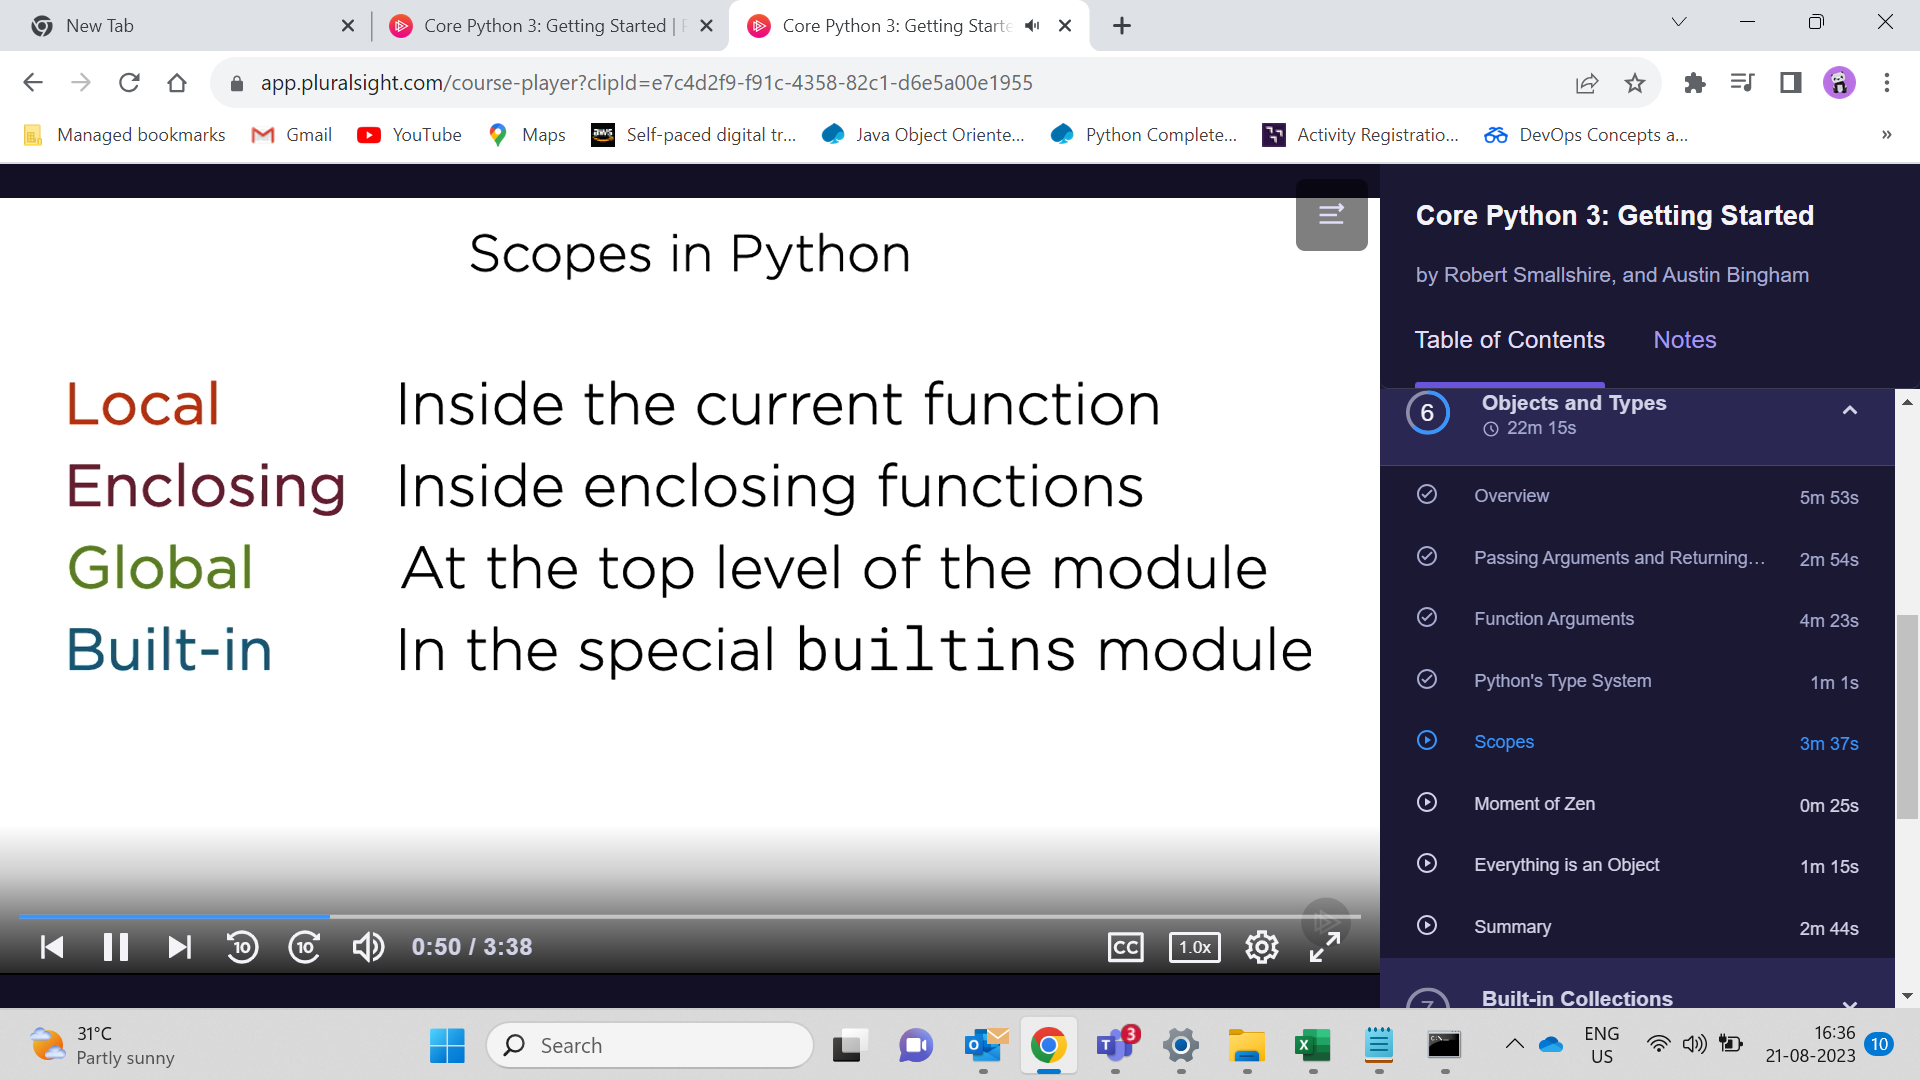 New Tab
Core Python 3: Getting Started |
Core Python 3: Getting Starte
app.pluralsight.com/course-player?clipId=e7c4d2f9-f91c-4358-82c1-d6e5a00e1955
Managed bookmarks
Gmail
YouTube
Maps
aws
Self-paced digital tr...
Java Object Oriente...
Python Complete...
Activity Registratio...
DevOps Concepts a...
»
Scopes in Python
Local Inside the current function
Enclosing Inside enclosing functions
Global At the top level of the module
Built-in In the special builtins module
10
10
0:50 / 3:38
CC
1.0x
Core Python 3: Getting Started
by Robert Smallshire, and Austin Bingham
Table of Contents
Notes
6
Objects and Types
22m 15s
Overview 5m 53s
Passing Arguments and Returning... 2m 54s
Function Arguments 4m 23s
Python's Type System 1m 1s
Scopes 3m 37s
Moment of Zen 0m 25s
Everything is an Object 1m 15s
Summary 2m 44s
7
Built-in Collections
31°C
Partly sunny
Search
3
ENG
US
16:36
21-08-2023
10